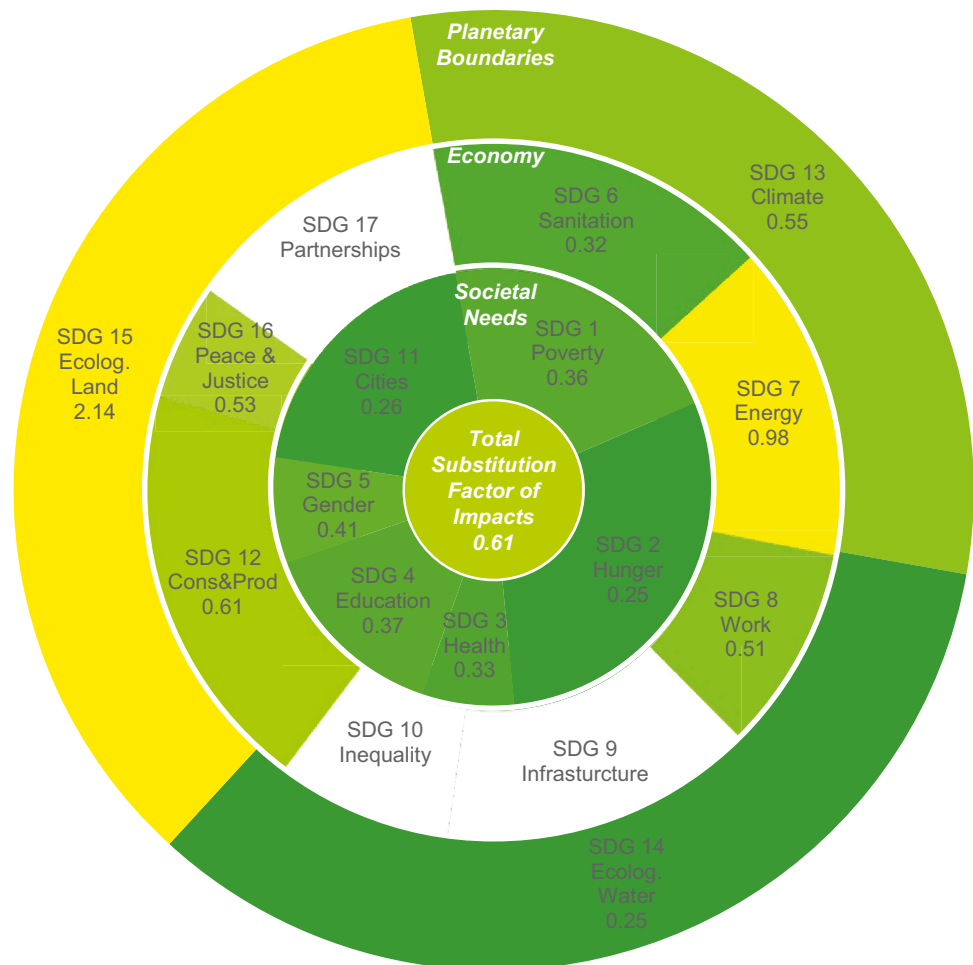 Planetary
Boundaries
SDG 13
Climate
0.55
Economy
SDG 6
Sanitation
0.32
SDG 17
Partnerships
Societal
Needs
SDG 1
Poverty
0.36
SDG 15
Ecolog.
Land
2.14
SDG 16
Peace &
Justice
0.53
SDG 11
Cities
0.26
SDG 7
Energy
0.98
Total
Substitution
Factor of
Impacts
0.61
SDG 5
Gender
0.41
SDG 2
Hunger
0.25
SDG 12
Cons&Prod
0.61
SDG 4
Education
0.37
SDG 3
Health
0.33
SDG 8
Work
0.51
SDG 10
Inequality
SDG 9
Infrasturcture
SDG 14
Ecolog.
Water
0.25